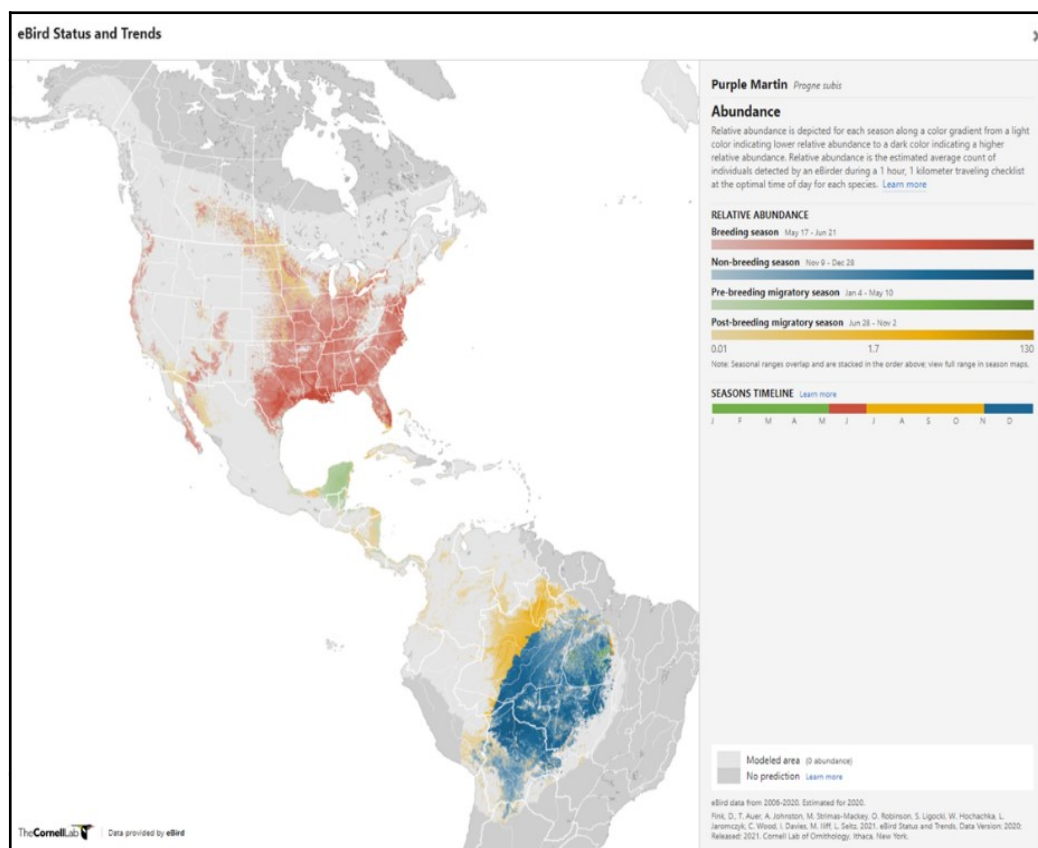 eBird Status and Trends
Purple Martin Progne subis
Abundance
Relative abundance is depicted for each season along a color gradient from a light
color indicating lower relative abundance to a dark color indicating a higher
relative abundance. Relative abundance is the estimated average count of
individuals detected by an eBirder during a 1 hour, 1 kilometer traveling checklist
at the optimal time of day for each species. Learn more
RELATIVE ABUNDANCE
Breeding season May 17 - Jun 21
Non-breeding season Nov 9 - Dec 28
Pre-breeding migratory season Jan 4 - May 10
Post-breeding migratory season Jun 28 - Nov 2
0.01 1.7 130
Note: Seasonal ranges overlap and are stacked in the order above; view full range in season maps.
SEASONS TIMELINE Learn more
J F M A M J J A S O N D
Modeled area (0 abundance)
No prediction Learn more
eBird data from 2006-2020. Estimated for 2020.
Fink, D., T. Auer, A. Johnston, M. Strimas-Mackey, O. Robinson, S. Ligocki, W. Hochachka, L.
Jaromczyk, C. Wood, I. Davies, M. Iliff, L. Seitz. 2021. eBird Status and Trends, Data Version: 2020;
Released: 2021. Cornell Lab of Ornithology, Ithaca, New York.
TheCornellLab Data provided by eBird